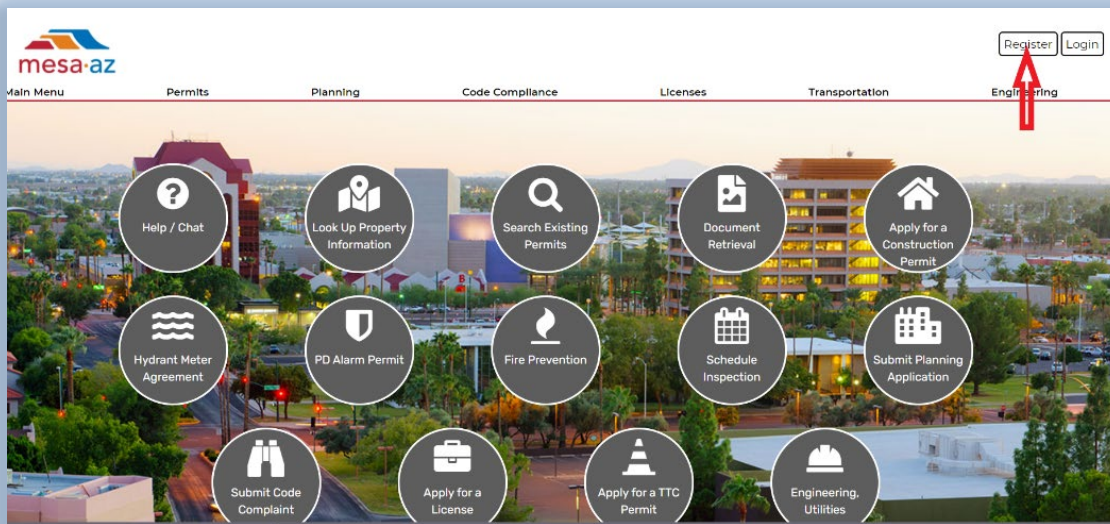 mesa·az
Register Login
Main Menu Permits Planning Code Compliance Licenses Transportation Engineering
Help / Chat
Look Up Property
Information
Search Existing
Permits
Document
Retrieval
Apply for a
Construction
Permit
Hydrant Meter
Agreement
PD Alarm Permit
Fire Prevention
Schedule
Inspection
Submit Planning
Application
Submit Code
Complaint
Apply for a
License
Apply for a TTC
Permit
Engineering,
Utilities